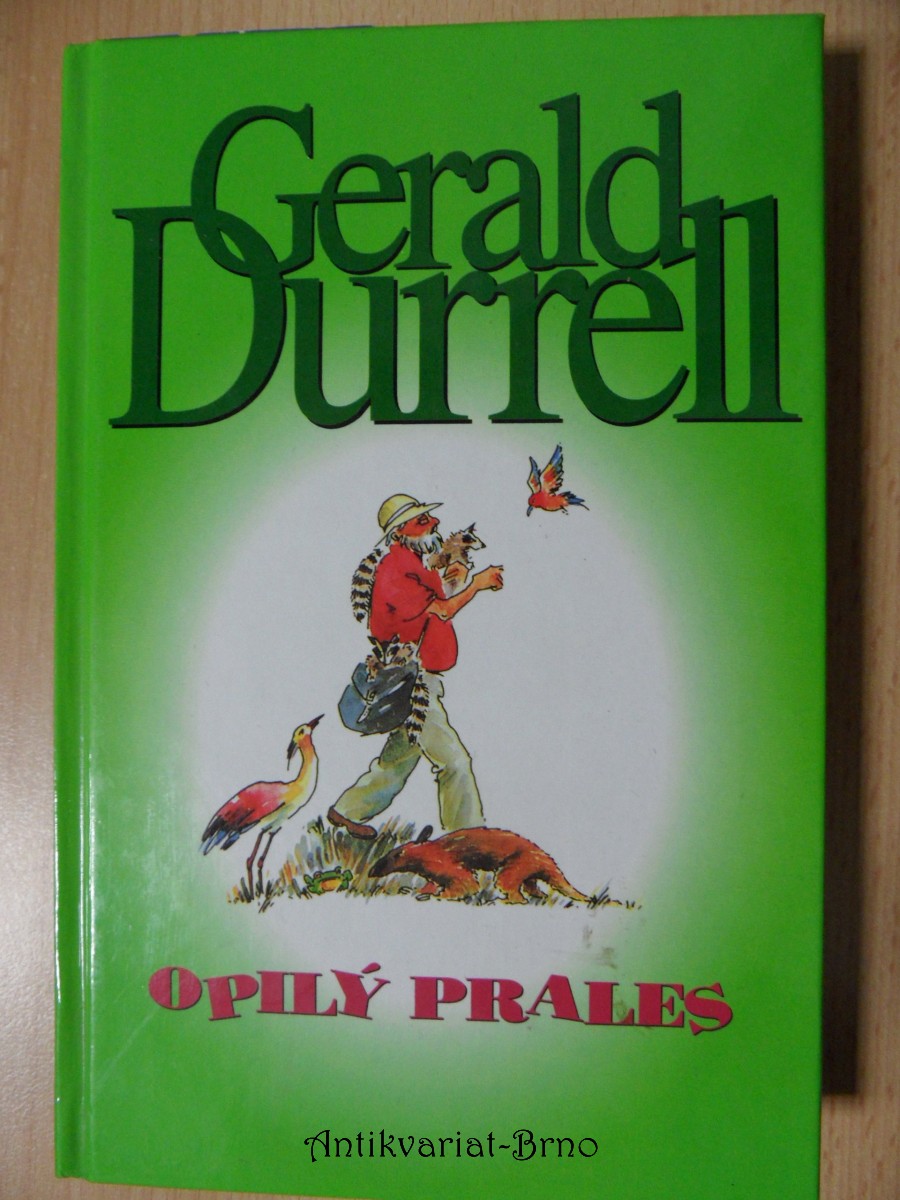 Gerald
Durrell
OPILÝ PRALES
Antikvariat-Brno